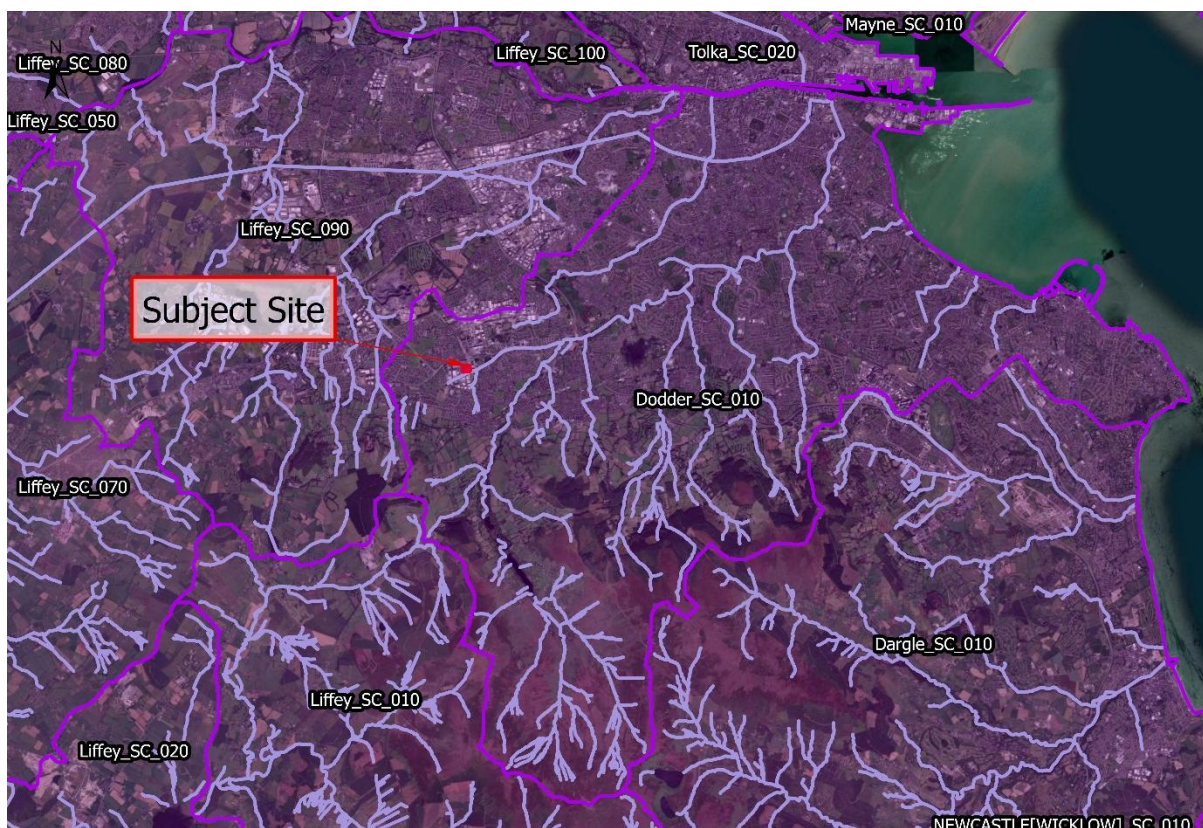 Mayne_SC_010
Liffey_SC_100
Tolka_SC_020
N
Liffey_SC_080
Liffey_SC_050
Liffey_SC_090
Subject Site
Dodder_SC_010
Liffey_SC_070
Dargle_SC_010
Liffey_SC_010
Liffey_SC_020
NEWCASTLE[WICKLOW]_SC_010